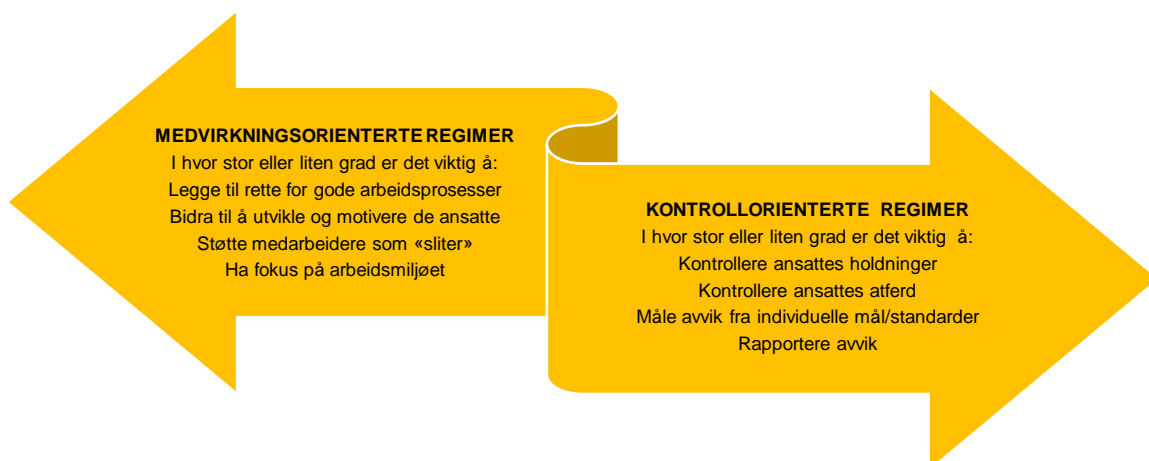 MEDVIRKNINGSORIENTERTE REGIMER
I hvor stor eller liten grad er det viktig å:
Legge til rette for gode arbeidsprosesser
Bidra til å utvikle og motivere de ansatte
Støtte medarbeidere som «sliter»
Ha fokus på arbeidsmiljøet
KONTROLLORIENTERTE REGIMER
I hvor stor eller liten grad er det viktig å:
Kontrollere ansattes holdninger
Kontrollere ansattes atferd
Måle avvik fra individuelle mål/standarder
Rapportere avvik